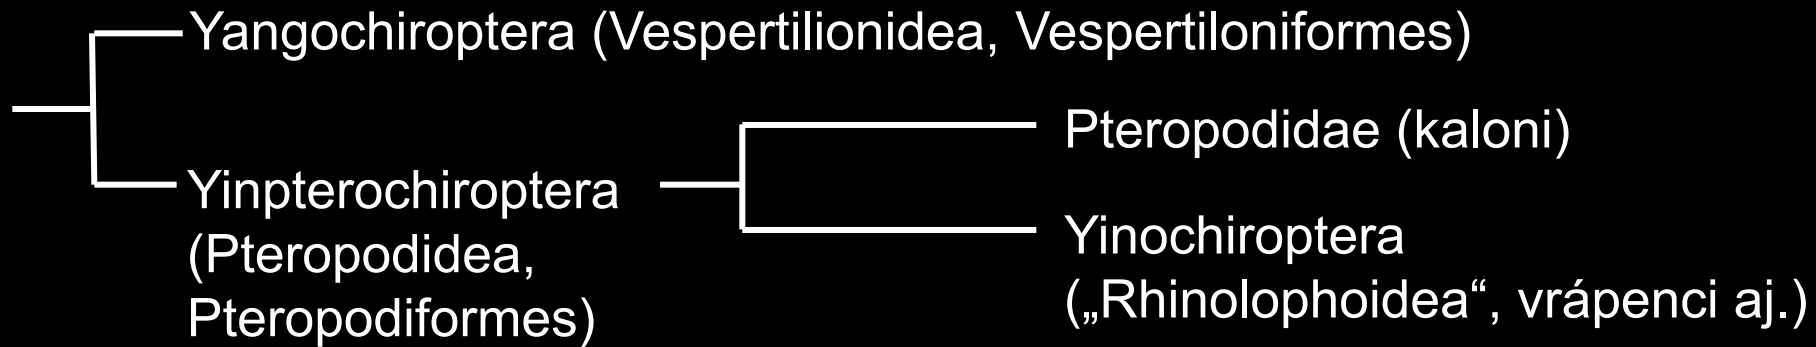 Yangochiroptera (Vespertilionidea, Vespertiloniformes)
Pteropodidae (kaloni)
Yinpterochiroptera
(Pteropodidea,
Pteropodiformes)
Yinochiroptera
(„Rhinolophoidea“, vrápenci aj.)